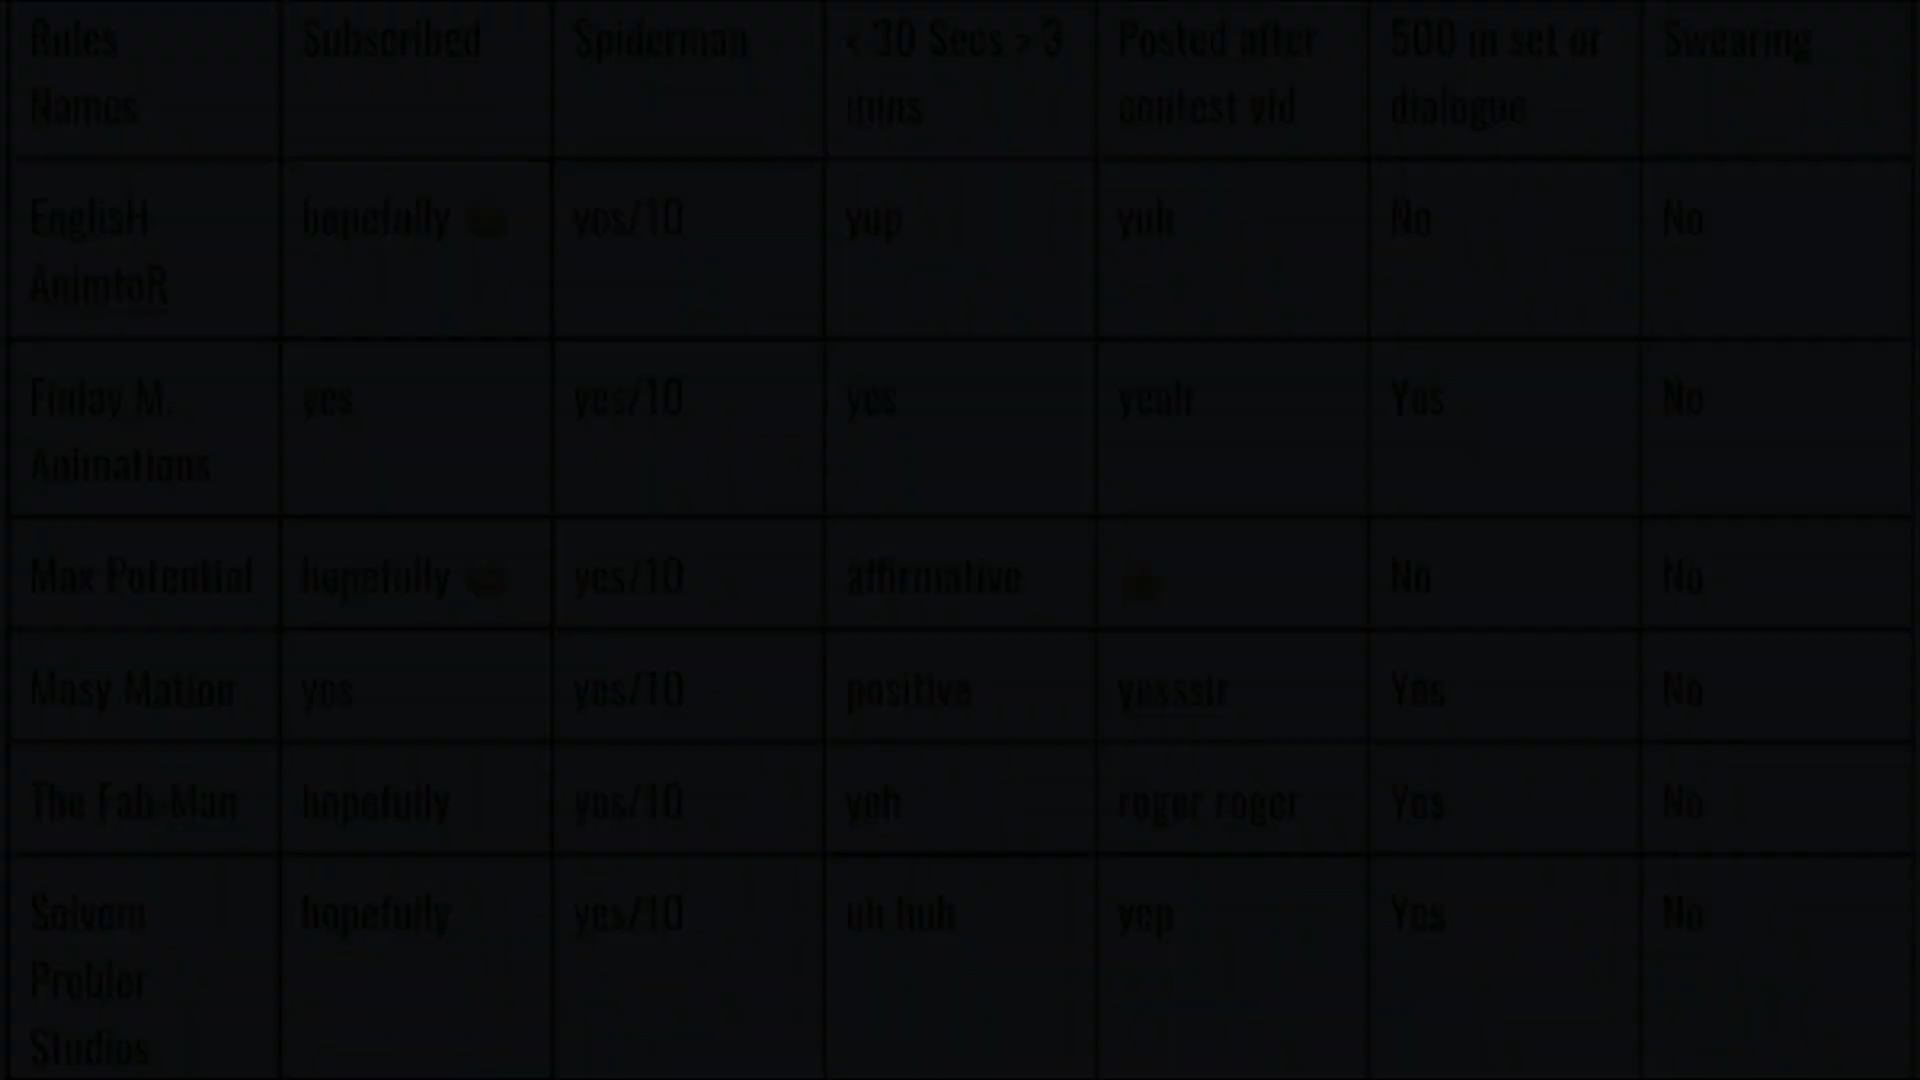 Rules Subscribed Spiderman < 30 Secs > 3 Posted after 500 in set or Swearing
Names mins contest vid dialogue
EnglisH hopefully yes/10 yup yuh No No
AnimtoR
Finlay M. yes yes/10 yes yeah Yes No
Animations
Max Potential hopefully yes/10 affirmative No No
Masy Mation yes yes/10 positive yesssir Yes No
The Fab-Man hopefully yes/10 yeh roger roger Yes No
hopefully yes/10 uh huh yep Yes No
Studios